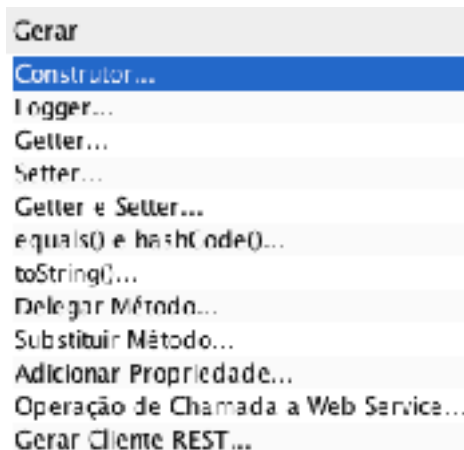 Gerar
Construtor...
Logger...
Getter...
Setter...
Getter e Setter...
equals() e hashCode()...
toString()...
Delegar Método...
Substituir Método...
Adicionar Propriedade...
Operação de Chamada a Web Service...
Gerar Cliente REST...